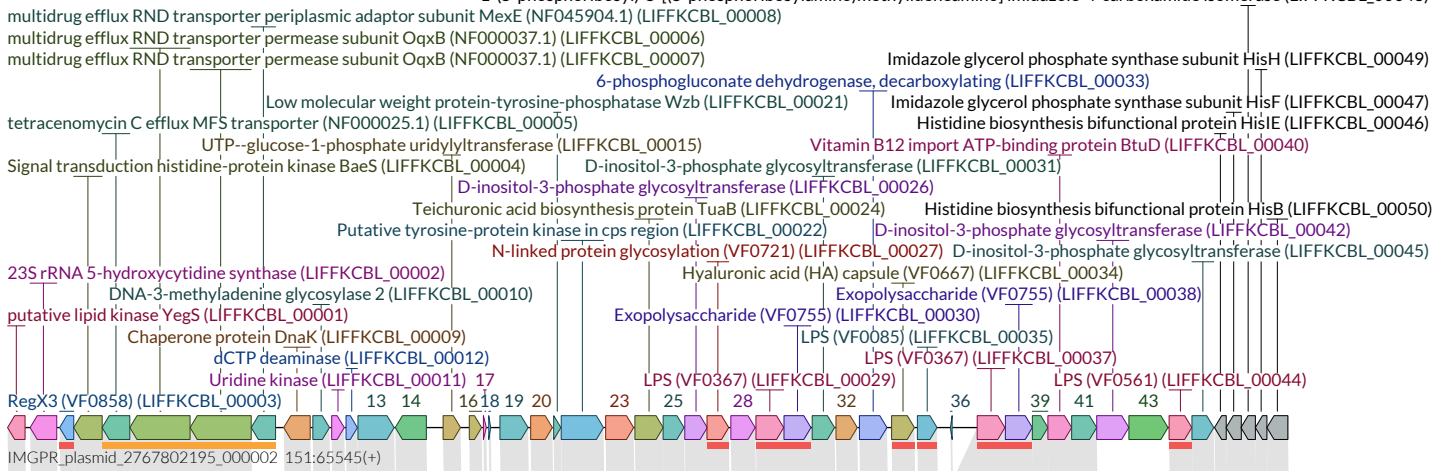 multidrug efflux RND transporter periplasmic adaptor subunit MexE (NF045904.1) (LIFFKCBL_00008)
multidrug efflux RND transporter permease subunit OqxB (NF000037.1) (LIFFKCBL_00006)
multidrug efflux RND transporter permease subunit OqxB (NF000037.1) (LIFFKCBL_00007) Imidazole glycerol phosphate synthase subunit HisH (LIFFKCBL_00049)
6-phosphogluconate dehydrogenase, decarboxylating (LIFFKCBL_00033)
Low molecular weight protein-tyrosine-phosphatase Wzb (LIFFKCBL_00021) Imidazole glycerol phosphate synthase subunit HisF (LIFFKCBL_00047)
tetracenomycin C efflux MFS transporter (NF000025.1) (LIFFKCBL_00005) Histidine biosynthesis bifunctional protein HisIE (LIFFKCBL_00046)
UTP--glucose-1-phosphate uridylyltransferase (LIFFKCBL_00015) Vitamin B12 import ATP-binding protein BtuD (LIFFKCBL_00040)
Signal transduction histidine-protein kinase BaeS (LIFFKCBL_00004) D-inositol-3-phosphate glycosyltransferase (LIFFKCBL_00031)
D-inositol-3-phosphate glycosyltransferase (LIFFKCBL_00026)
Teichuronic acid biosynthesis protein TuaB (LIFFKCBL_00024) Histidine biosynthesis bifunctional protein HisB (LIFFKCBL_00050)
Putative tyrosine-protein kinase in cps region (LIFFKCBL_00022) D-inositol-3-phosphate glycosyltransferase (LIFFKCBL_00042)
N-linked protein glycosylation (VF0721) (LIFFKCBL_00027) D-inositol-3-phosphate glycosyltransferase (LIFFKCBL_00045)
23S rRNA 5-hydroxycytidine synthase (LIFFKCBL_00002) Hyaluronic acid (HA) capsule (VF0667) (LIFFKCBL_00034)
DNA-3-methyladenine glycosylase 2 (LIFFKCBL_00010) Exopolysaccharide (VF0755) (LIFFKCBL_00038)
putative lipid kinase YegS (LIFFKCBL_00001) Exopolysaccharide (VF0755) (LIFFKCBL_00030)
Chaperone protein DnaK (LIFFKCBL_00009) LPS (VF0085) (LIFFKCBL_00035)
dCTP deaminase (LIFFKCBL_00012) LPS (VF0367) (LIFFKCBL_00037)
Uridine kinase (LIFFKCBL_00011) 17 LPS (VF0367) (LIFFKCBL_00029) LPS (VF0561) (LIFFKCBL_00044)
RegX3 (VF0858) (LIFFKCBL_00003) 13 14 16 18 19 20 23 25 28 32 36 39 41 43
IMGPR_plasmid_2767802195_000002 151:65545(+)